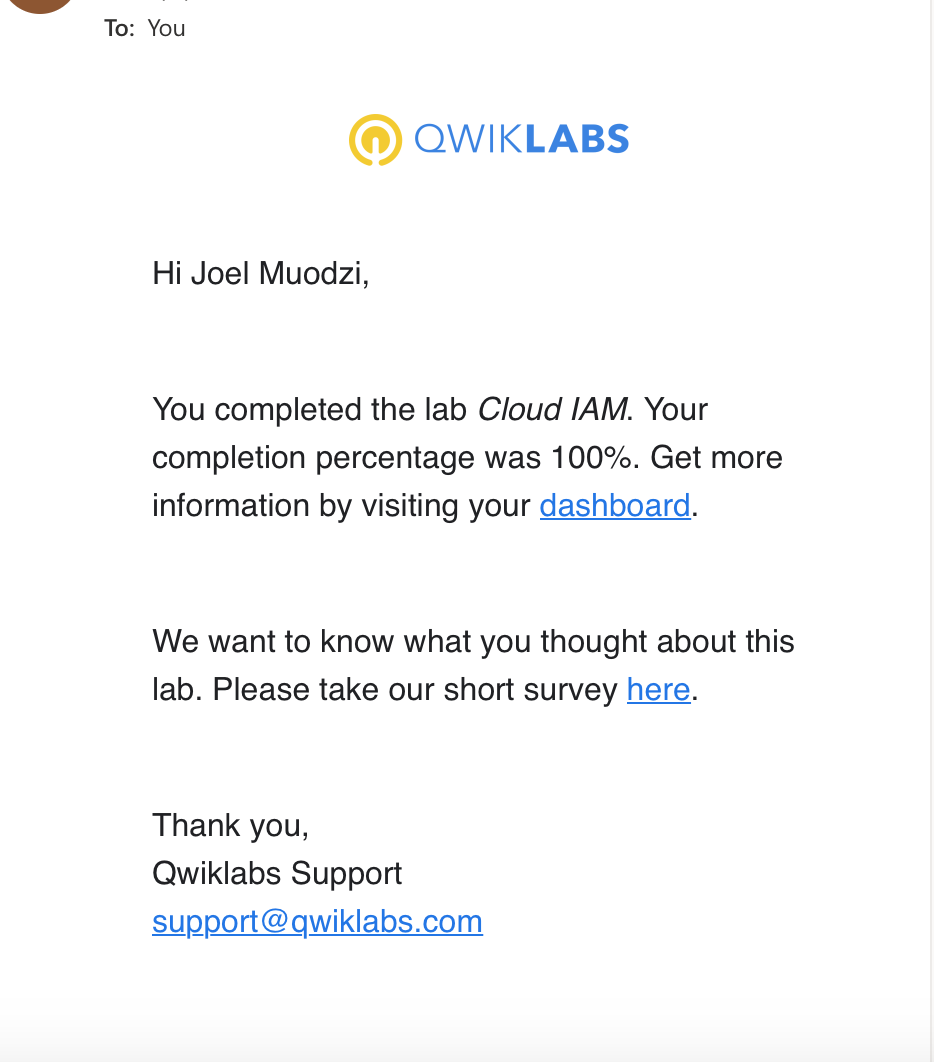 To: You
QWIKLABS
Hi Joel Muodzi,
You completed the lab Cloud IAM. Your
completion percentage was 100%. Get more
information by visiting your dashboard.
We want to know what you thought about this
lab. Please take our short survey here.
Thank you,
Qwiklabs Support
support@qwiklabs.com